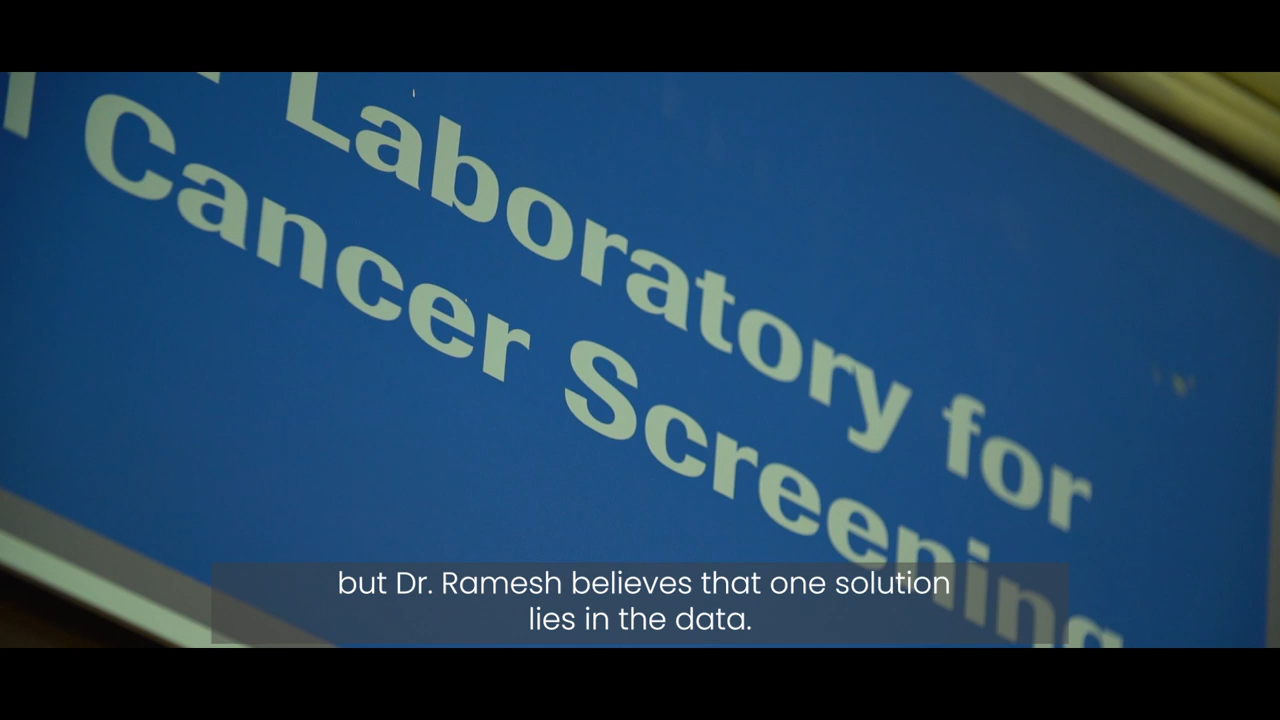 Laboratory for
Cancer Screening
but Dr. Ramesh believes that one solution
lies in the data.